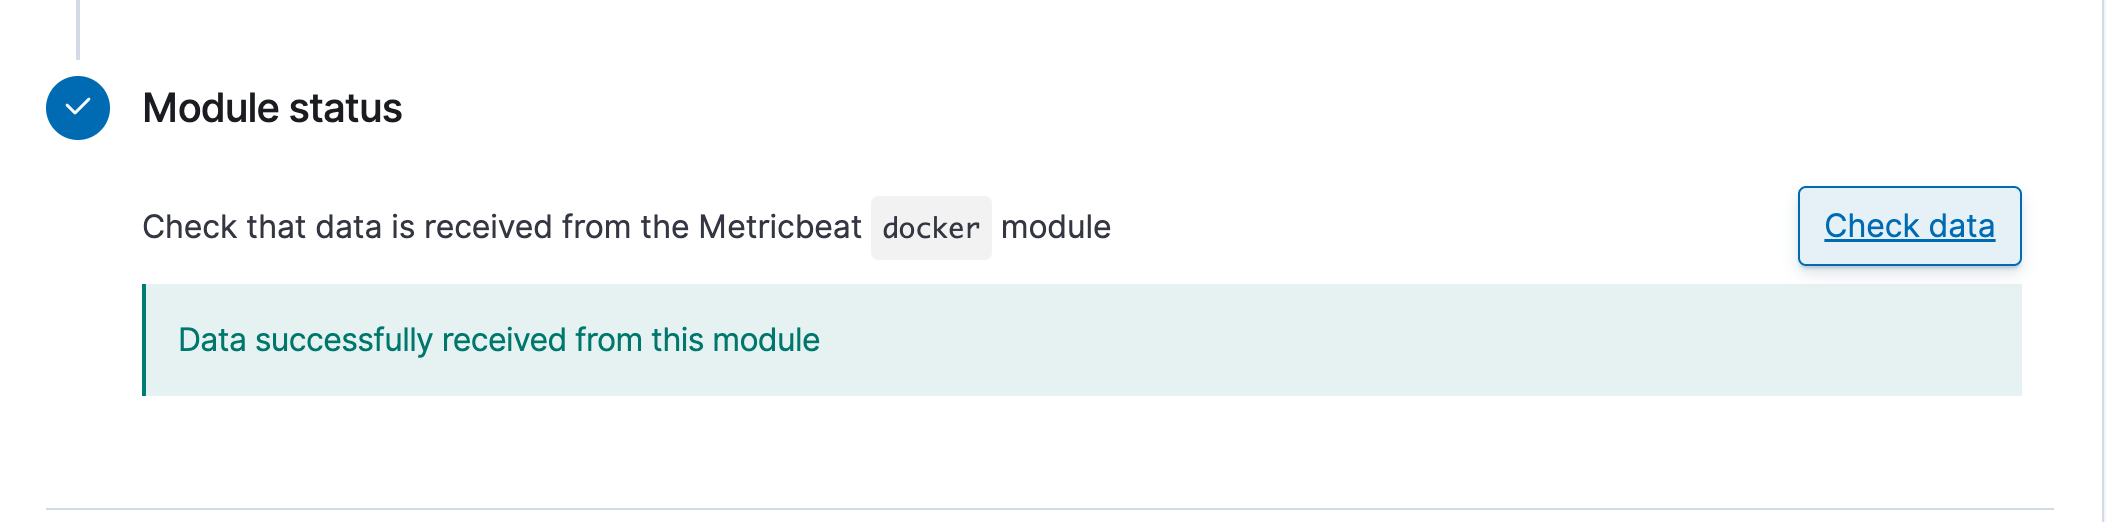 Module status
Check that data is received from the Metricbeat docker module
Check data
Data successfully received from this module